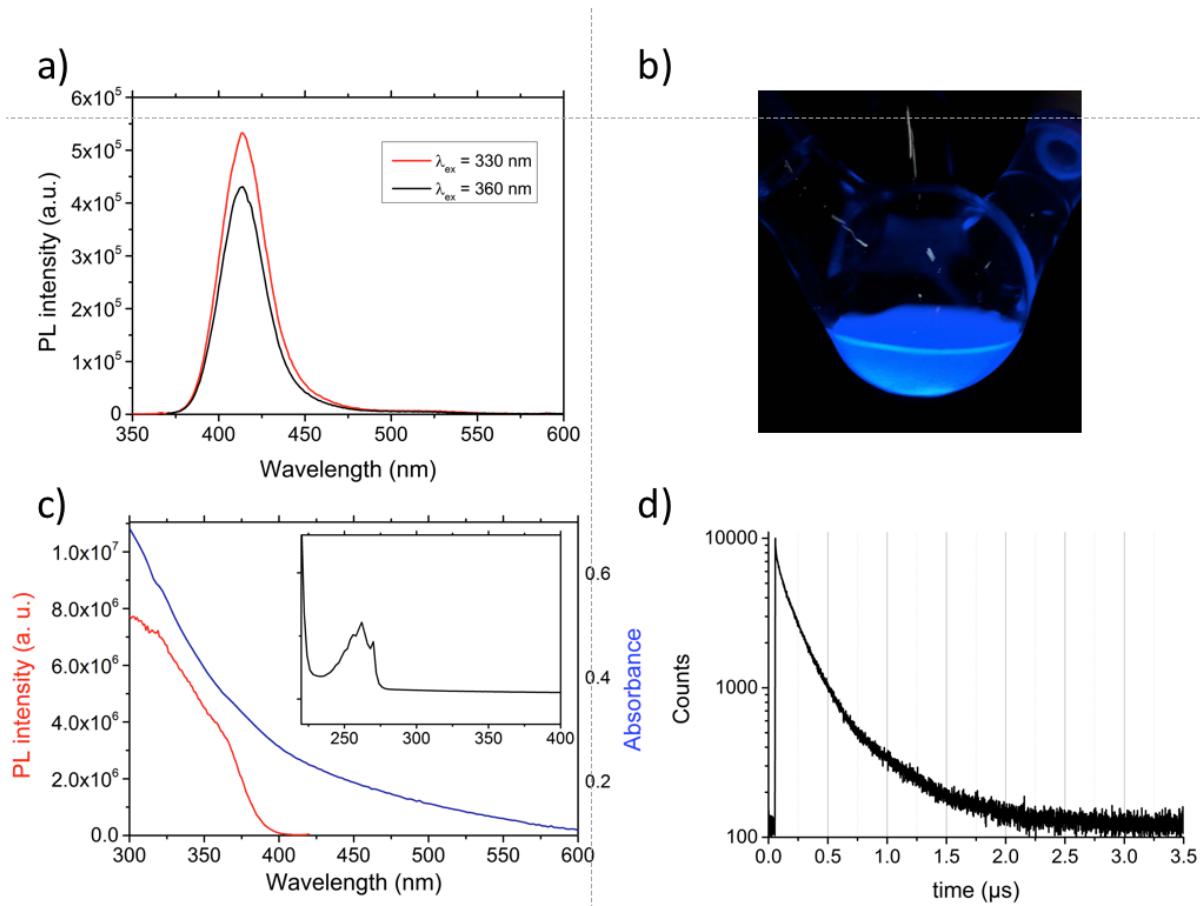 a)
6x10⁵
5x10⁵
4x10⁵
3x10⁵
2x10⁵
1x10⁵
0
PL intensity (a.u.)
λex = 330 nm
λex = 360 nm
350 400 450 500 550 600
Wavelength (nm)
b)
c)
1.0x10⁷
8.0x10⁶
6.0x10⁶
4.0x10⁶
2.0x10⁶
0.0
PL intensity (a. u.)
250 300 350 400
0.6
0.4
0.2
Absorbance
300 350 400 450 500 550 600
Wavelength (nm)
d)
10000
1000
100
Counts
0.0 0.5 1.0 1.5 2.0 2.5 3.0 3.5
time (μs)